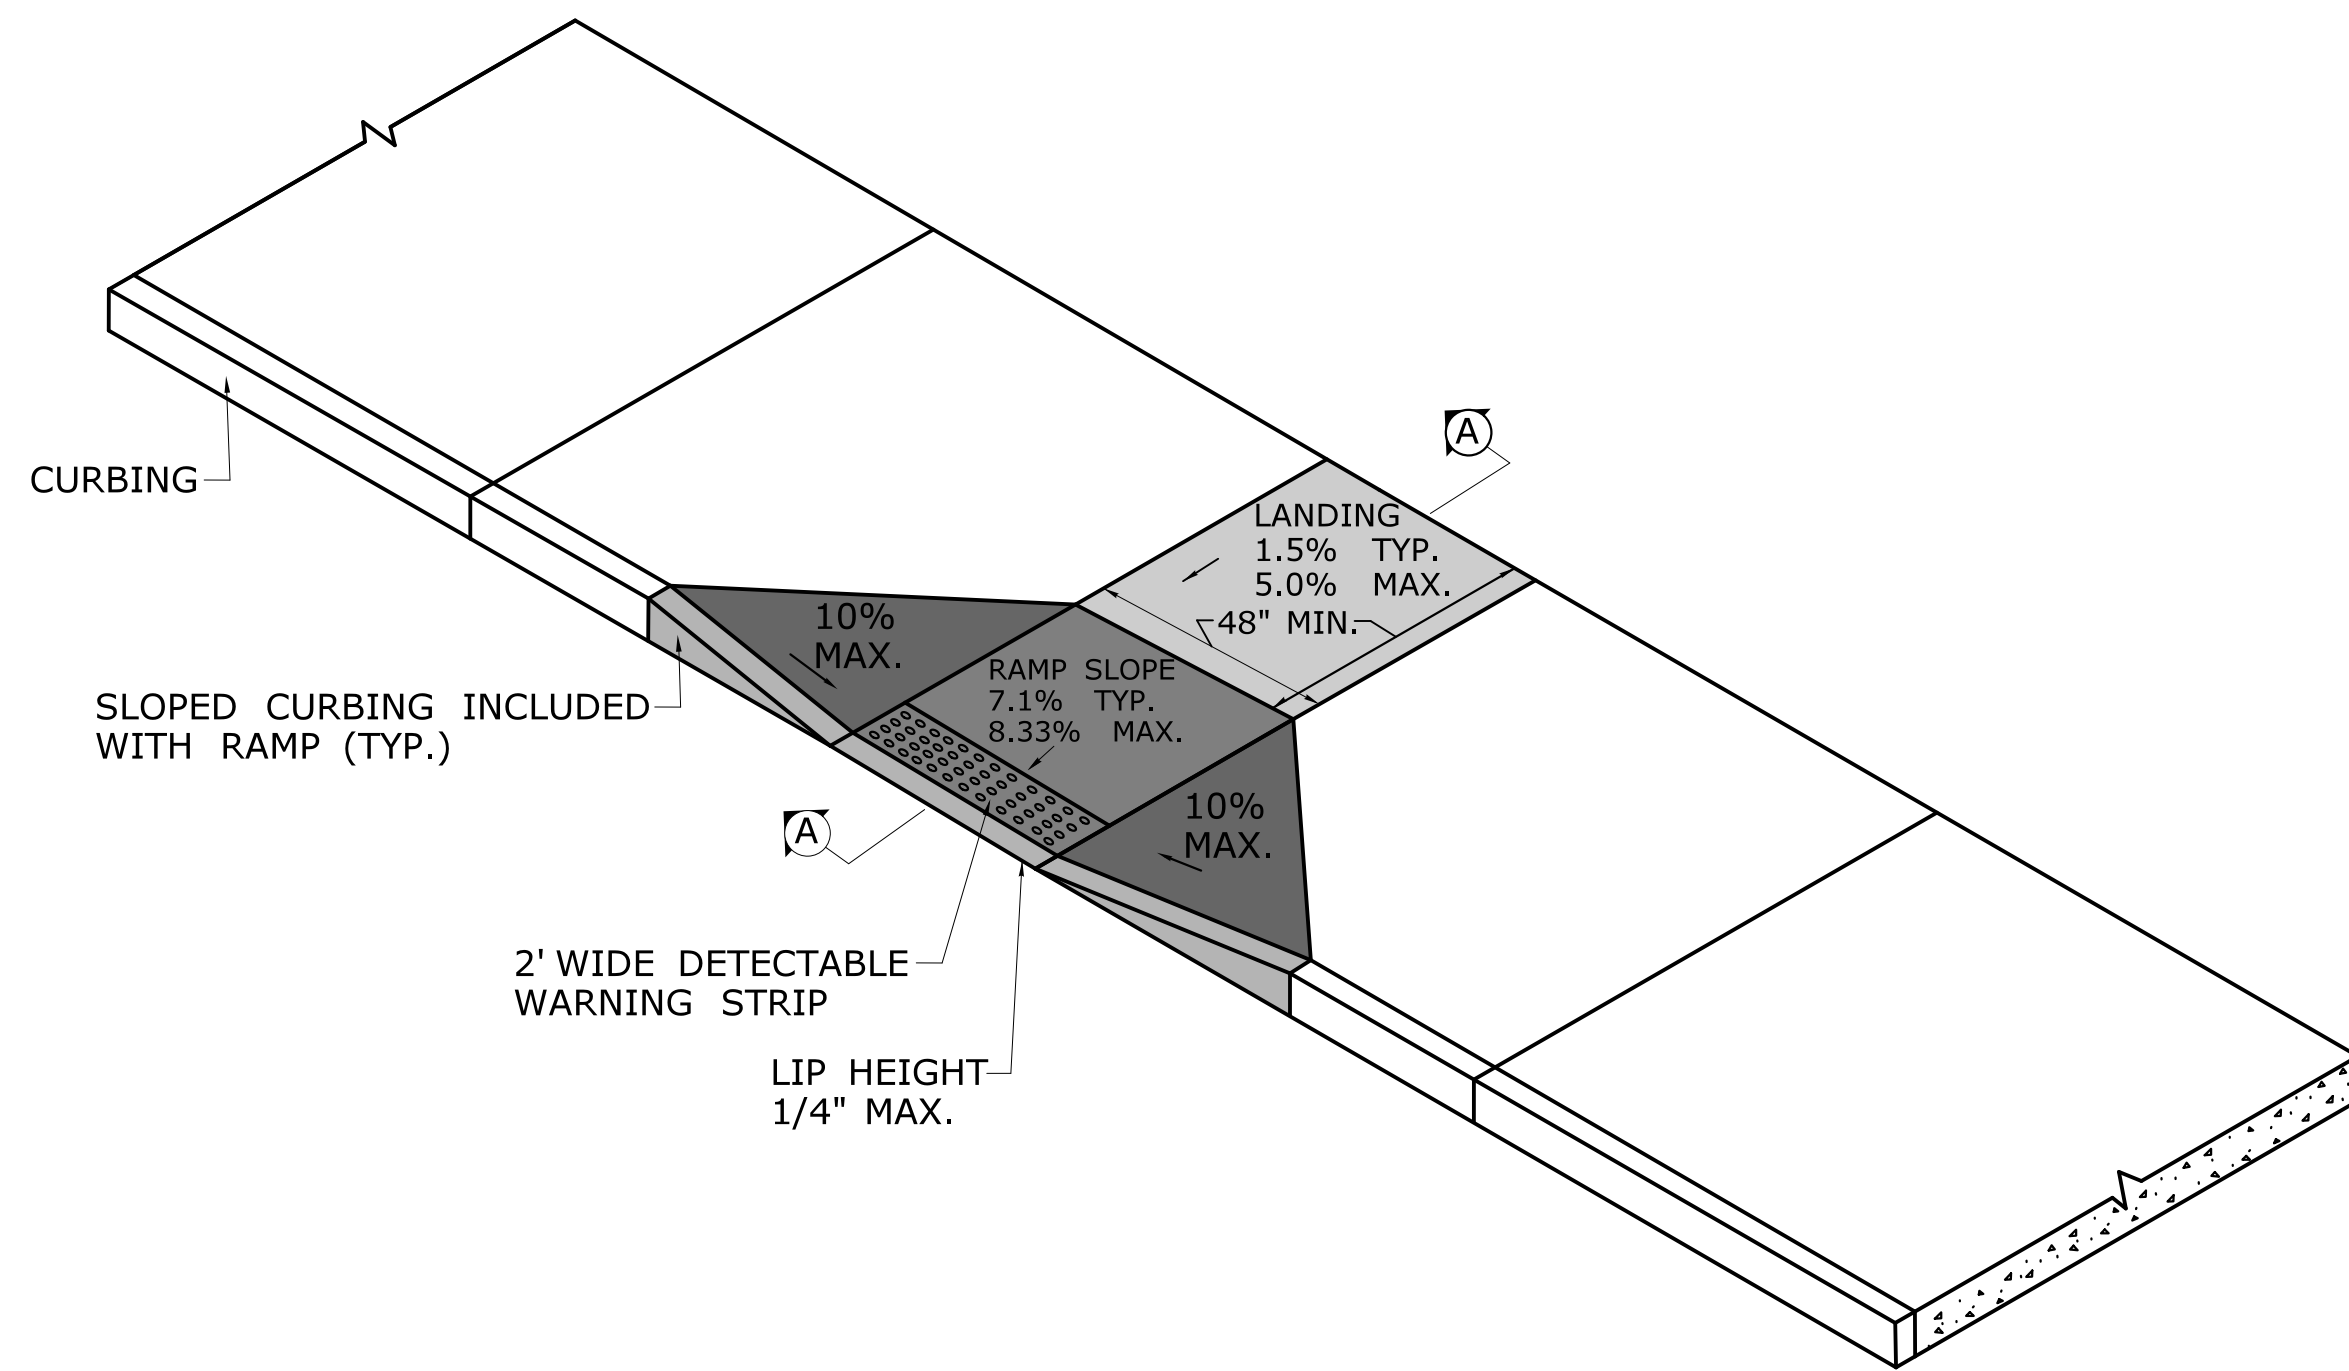 A
LANDING
1.5% TYP.
5.0% MAX.
48" MIN.
CURBING
10%
MAX.
RAMP SLOPE
7.1% TYP.
8.33% MAX.
SLOPED CURBING INCLUDED
WITH RAMP (TYP.)
10%
MAX.
A
2' WIDE DETECTABLE
WARNING STRIP
LIP HEIGHT
1/4" MAX.